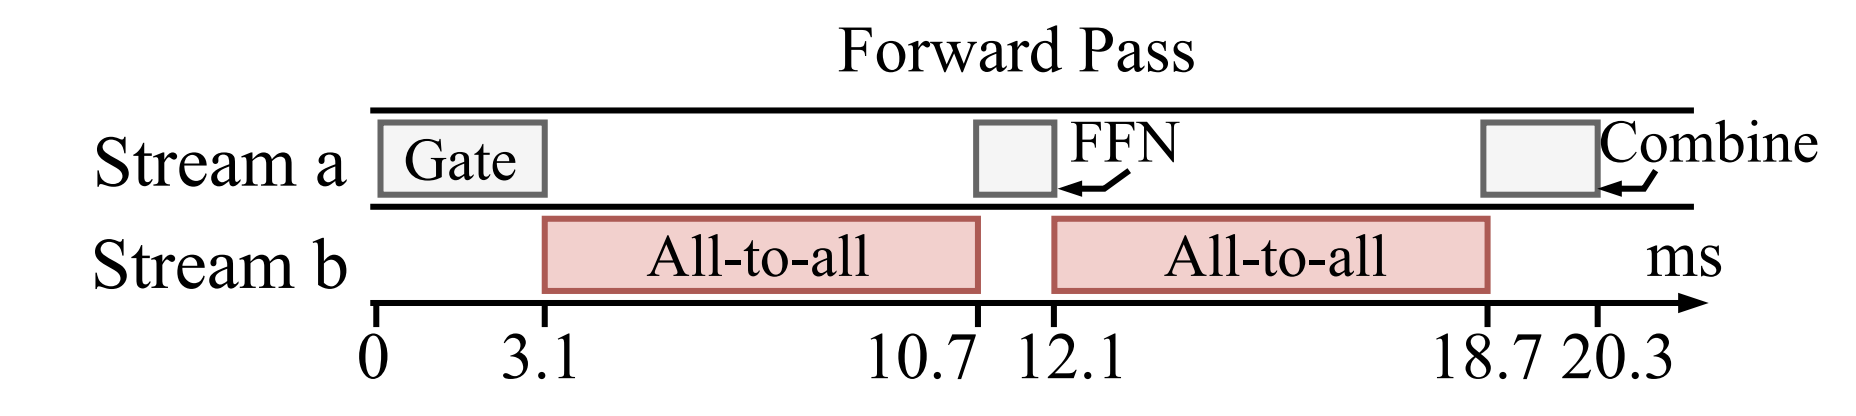 Forward Pass
Stream a Gate FFN Combine
Stream b All-to-all All-to-all ms
0 3.1 10.7 12.1 18.7 20.3